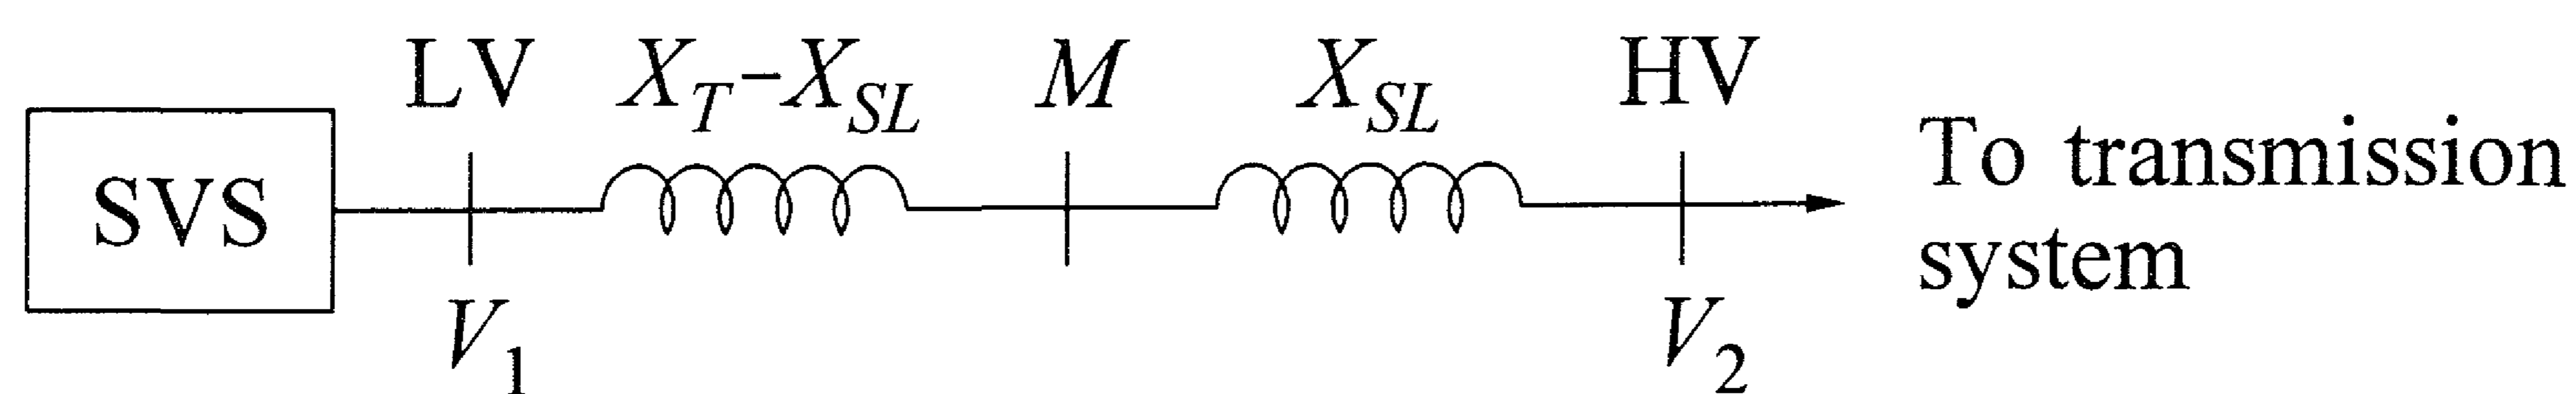 LV X_T–X_SL M X_SL HV
SVS
To transmission
system
V_1 V_2